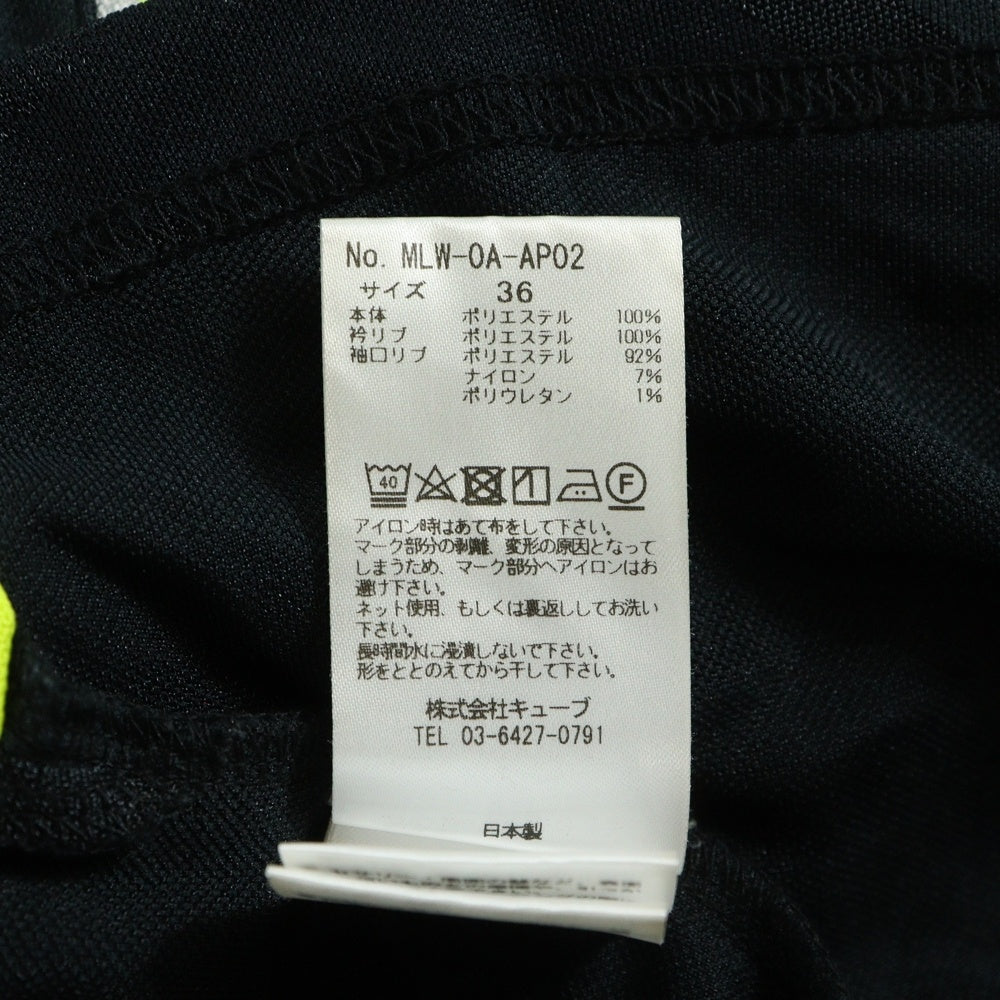 No. MLW-0A-AP02
サイズ 36
本体 ポリエステル 100%
衿リブ ポリエステル 100%
袖口リブ ポリエステル 92%
ナイロン 7%
ポリウレタン 1%
40 F
アイロン時はあて布をして下さい。
マーク部分の剥離、変形の原因となって
しまうため、マーク部分へアイロンはお
避け下さい。
ネット使用、もしくは裏返ししてお洗い
下さい。
長時間水に浸漬しないで下さい。
形をととのえてから干して下さい。
株式会社キューブ
TEL 03-6427-0791
日本製